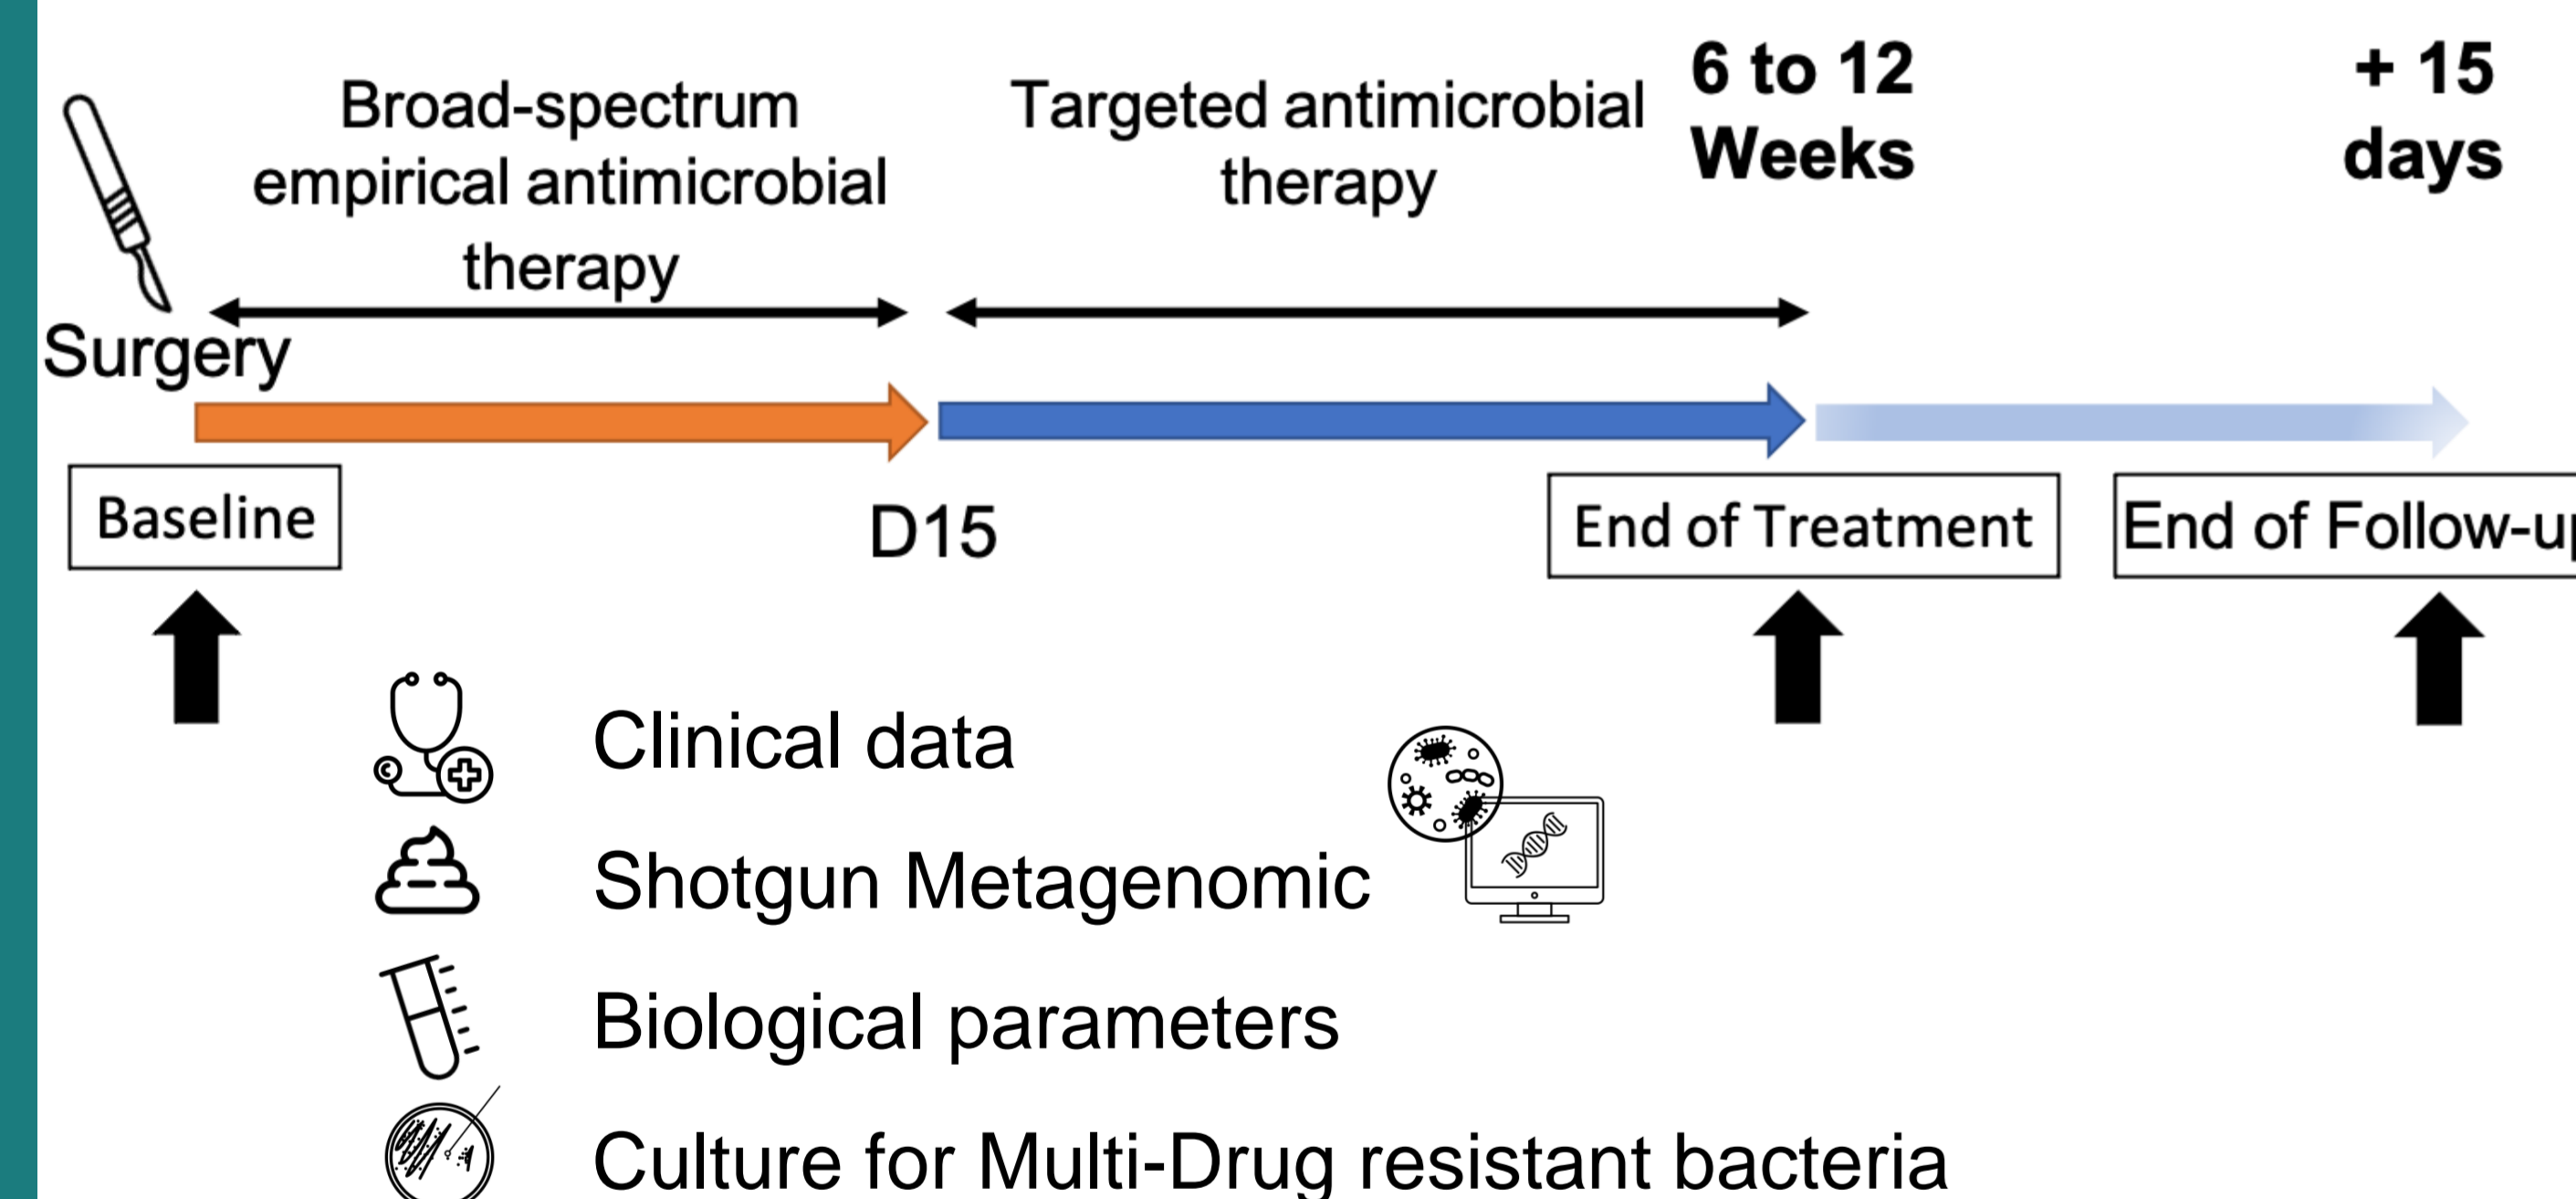 6 to 12
Weeks
+ 15
days
Broad-spectrum
empirical antimicrobial
therapy
Targeted antimicrobial
therapy
Surgery
Baseline
D15
End of Treatment
End of Follow-up
Clinical data
Shotgun Metagenomic
Biological parameters
Culture for Multi-Drug resistant bacteria